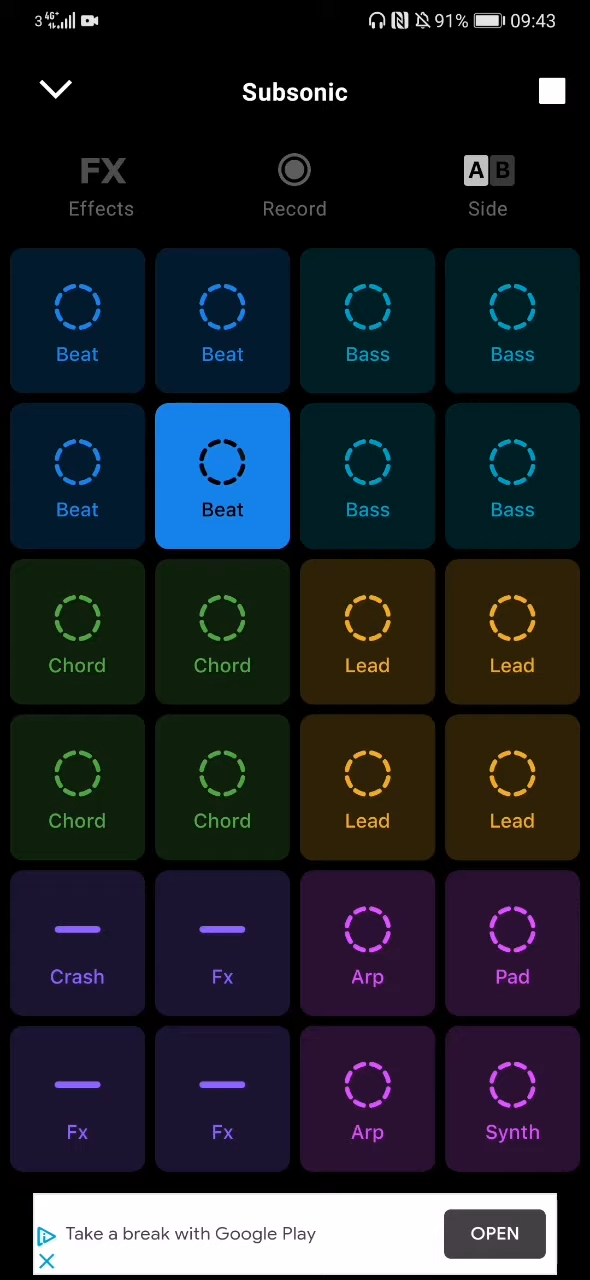 3 4G+ 91% 09:43
Subsonic
FX A B
Effects Record Side
Beat Beat Bass Bass
Beat Beat Bass Bass
Chord Chord Lead Lead
Chord Chord Lead Lead
Crash Fx Arp Pad
Fx Fx Arp Synth
Take a break with Google Play OPEN